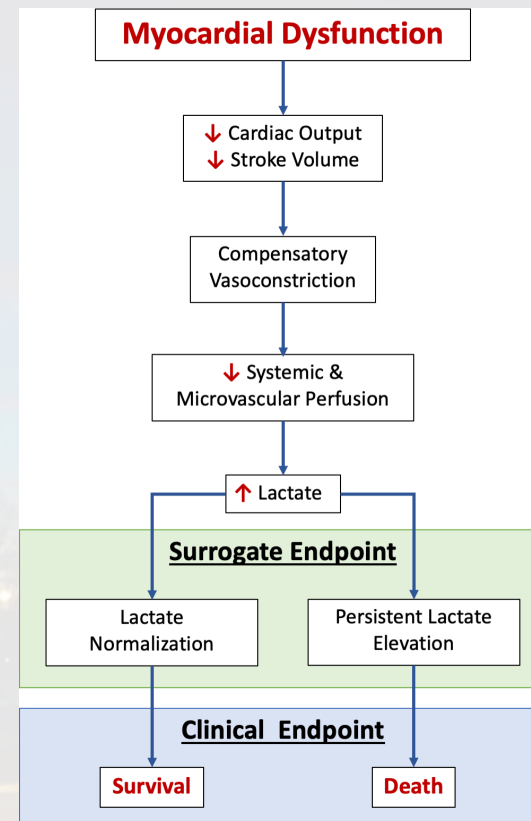 Myocardial Dysfunction
↓ Cardiac Output
↓ Stroke Volume
Compensatory
Vasoconstriction
↓ Systemic &
Microvascular Perfusion
↑ Lactate
Surrogate Endpoint
Lactate
Normalization
Persistent Lactate
Elevation
Clinical Endpoint
Survival
Death